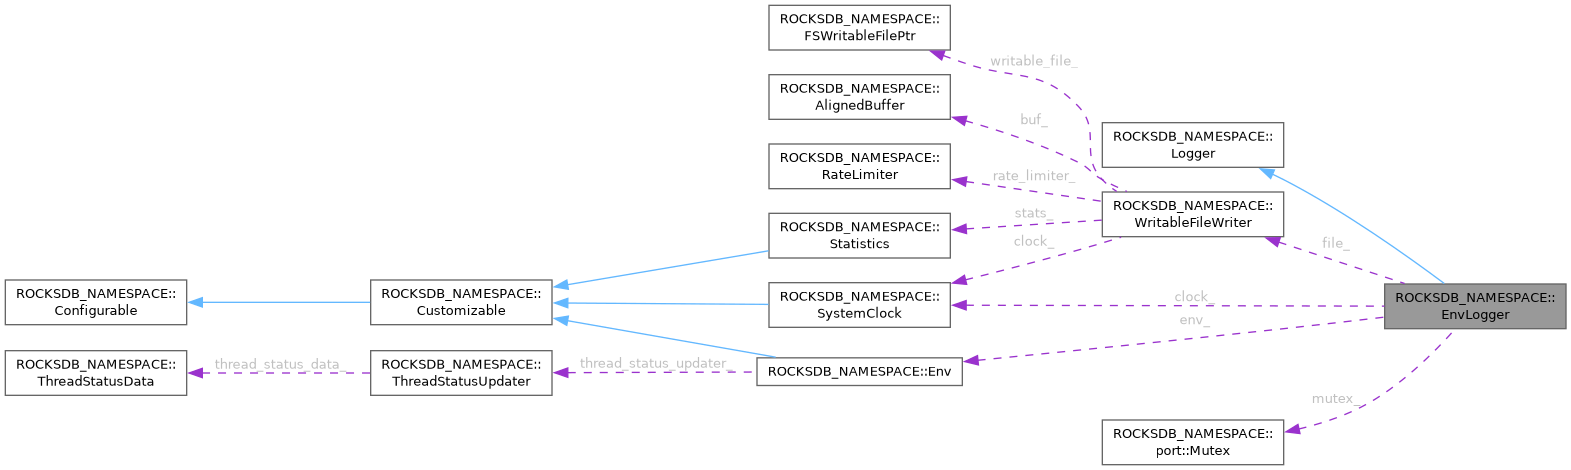 ROCKSDB_NAMESPACE::
FSWritableFilePtr
writable_file_
ROCKSDB_NAMESPACE::
AlignedBuffer
buf_
ROCKSDB_NAMESPACE::
Logger
ROCKSDB_NAMESPACE::
RateLimiter
rate_limiter_
ROCKSDB_NAMESPACE::
WritableFileWriter
ROCKSDB_NAMESPACE::
Statistics
stats_
clock_
file_
ROCKSDB_NAMESPACE::
Configurable
ROCKSDB_NAMESPACE::
Customizable
ROCKSDB_NAMESPACE::
SystemClock
clock_
env_
ROCKSDB_NAMESPACE::
EnvLogger
ROCKSDB_NAMESPACE::
ThreadStatusData
thread_status_data_
ROCKSDB_NAMESPACE::
ThreadStatusUpdater
thread_status_updater_
ROCKSDB_NAMESPACE::Env
mutex_
ROCKSDB_NAMESPACE::
port::Mutex